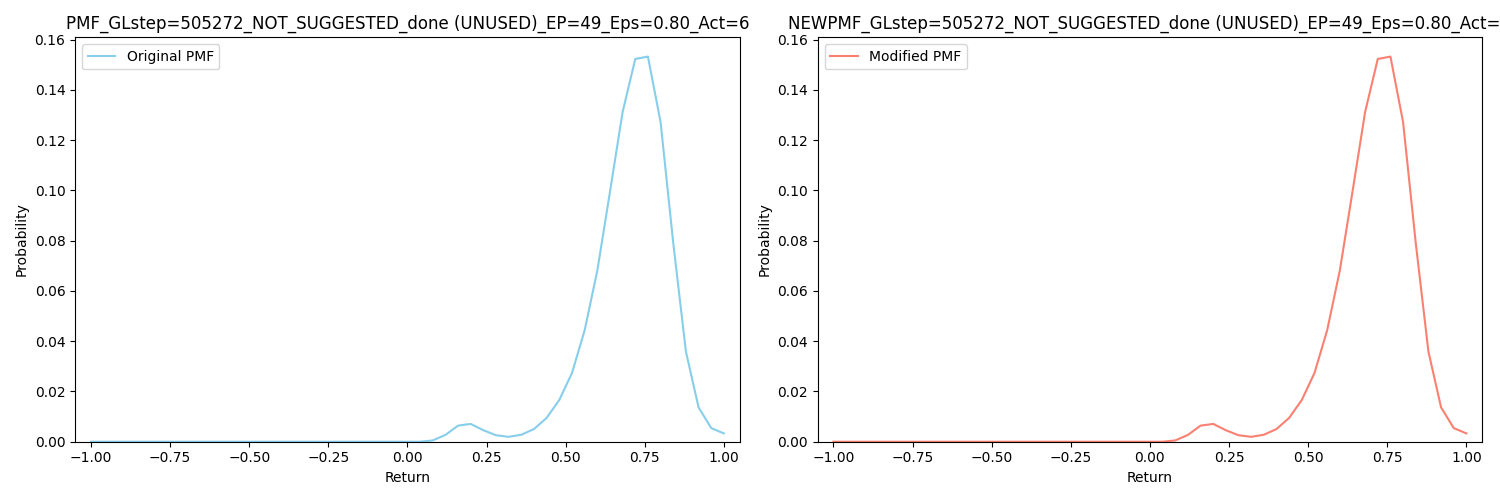 PMF_GLstep=505272_NOT_SUGGESTED_done (UNUSED)_EP=49_Eps=0.80_Act=6
Original PMF
Probability
0.16
0.14
0.12
0.10
0.08
0.06
0.04
0.02
0.00
−1.00 −0.75 −0.50 −0.25 0.00 0.25 0.50 0.75 1.00
Return
NEWPMF_GLstep=505272_NOT_SUGGESTED_done (UNUSED)_EP=49_Eps=0.80_Act=
Modified PMF
Probability
0.16
0.14
0.12
0.10
0.08
0.06
0.04
0.02
0.00
−1.00 −0.75 −0.50 −0.25 0.00 0.25 0.50 0.75 1.00
Return